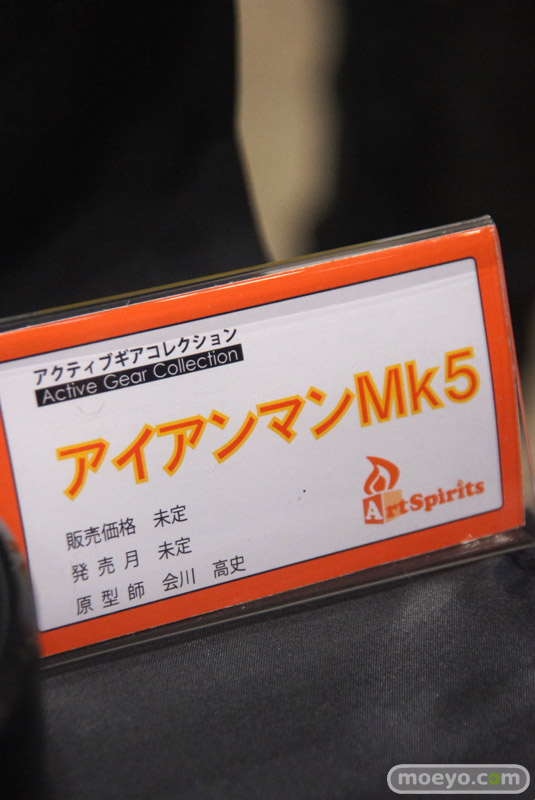 アクティブギアコレクション
Active Gear Collection
アイアンマンMk5
ArtSpirits
販売価格 未定
発売月 未定
原型師 会川 高史
moeyo.com